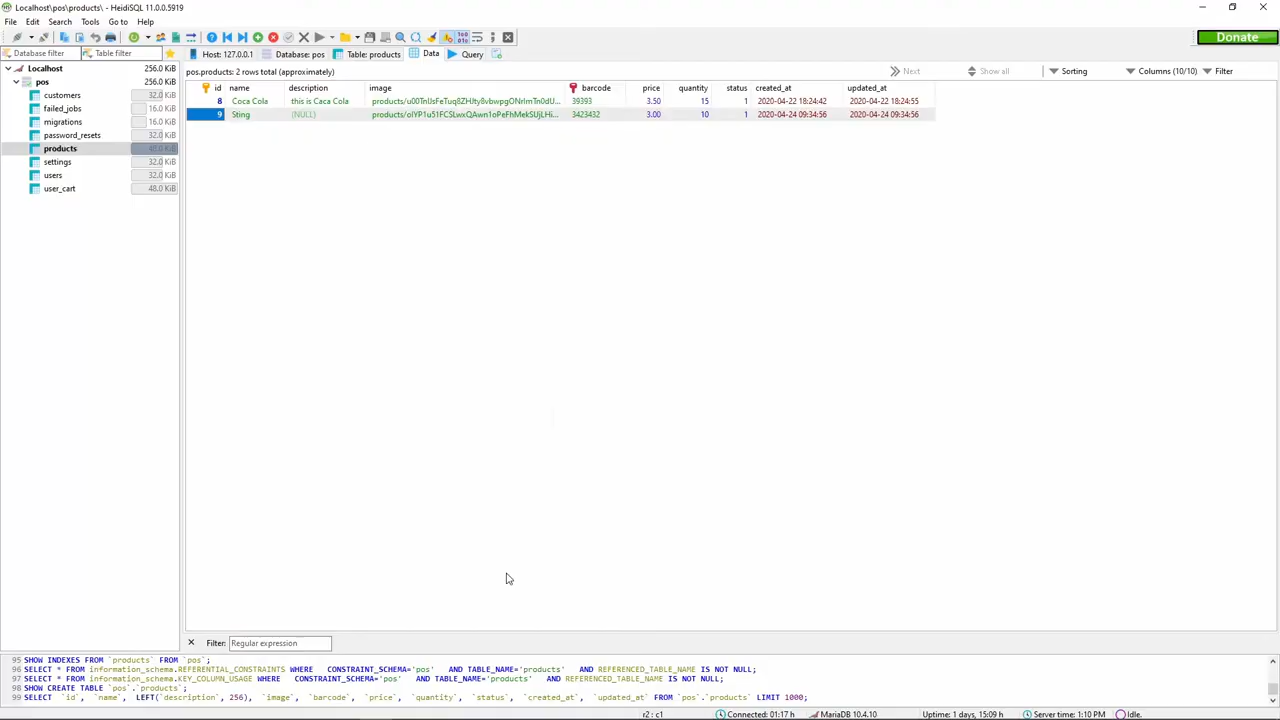 Localhost\pos\products\ - HeidiSQL 11.0.0.5919
File Edit Search Tools Go to Help
Donate
Database filter Table filter
Host: 127.0.0.1 Database: pos Table: products Data Query
Localhost 256.0 KiB
pos 256.0 KiB
customers 32.0 KiB
failed_jobs 16.0 KiB
migrations 16.0 KiB
password_resets 32.0 KiB
products 48.0 KiB
settings 32.0 KiB
users 32.0 KiB
user_cart 48.0 KiB
pos.products: 2 rows total (approximately) Next Show all Sorting Columns (10/10) Filter
id name description image barcode price quantity status created_at updated_at
8 Coca Cola this is Caca Cola 39393 3.50 15 1 2020-04-22 18:24:42 2020-04-22 18:24:55
9 Sting (NULL) 3423432 3.00 10 1 2020-04-24 09:34:56 2020-04-24 09:34:56
Filter: Regular expression
95 SHOW INDEXES FROM `products` FROM `pos`;
96 SELECT * FROM information_schema.REFERENTIAL_CONSTRAINTS WHERE CONSTRAINT_SCHEMA='pos' AND TABLE_NAME='products' AND REFERENCED_TABLE_NAME IS NOT NULL;
97 SELECT * FROM information_schema.KEY_COLUMN_USAGE WHERE CONSTRAINT_SCHEMA='pos' AND TABLE_NAME='products' AND REFERENCED_TABLE_NAME IS NOT NULL;
98 SHOW CREATE TABLE `pos`.`products`;
99 SELECT `id`, `name`, LEFT(`description`, 256), `image`, `barcode`, `price`, `quantity`, `status`, `created_at`, `updated_at` FROM `pos`.`products` LIMIT 1000;
r2 : c1 Connected: 01:17 h MariaDB 10.4.10 Uptime: 1 days, 15:09 h Server time: 1:10 PM Idle.